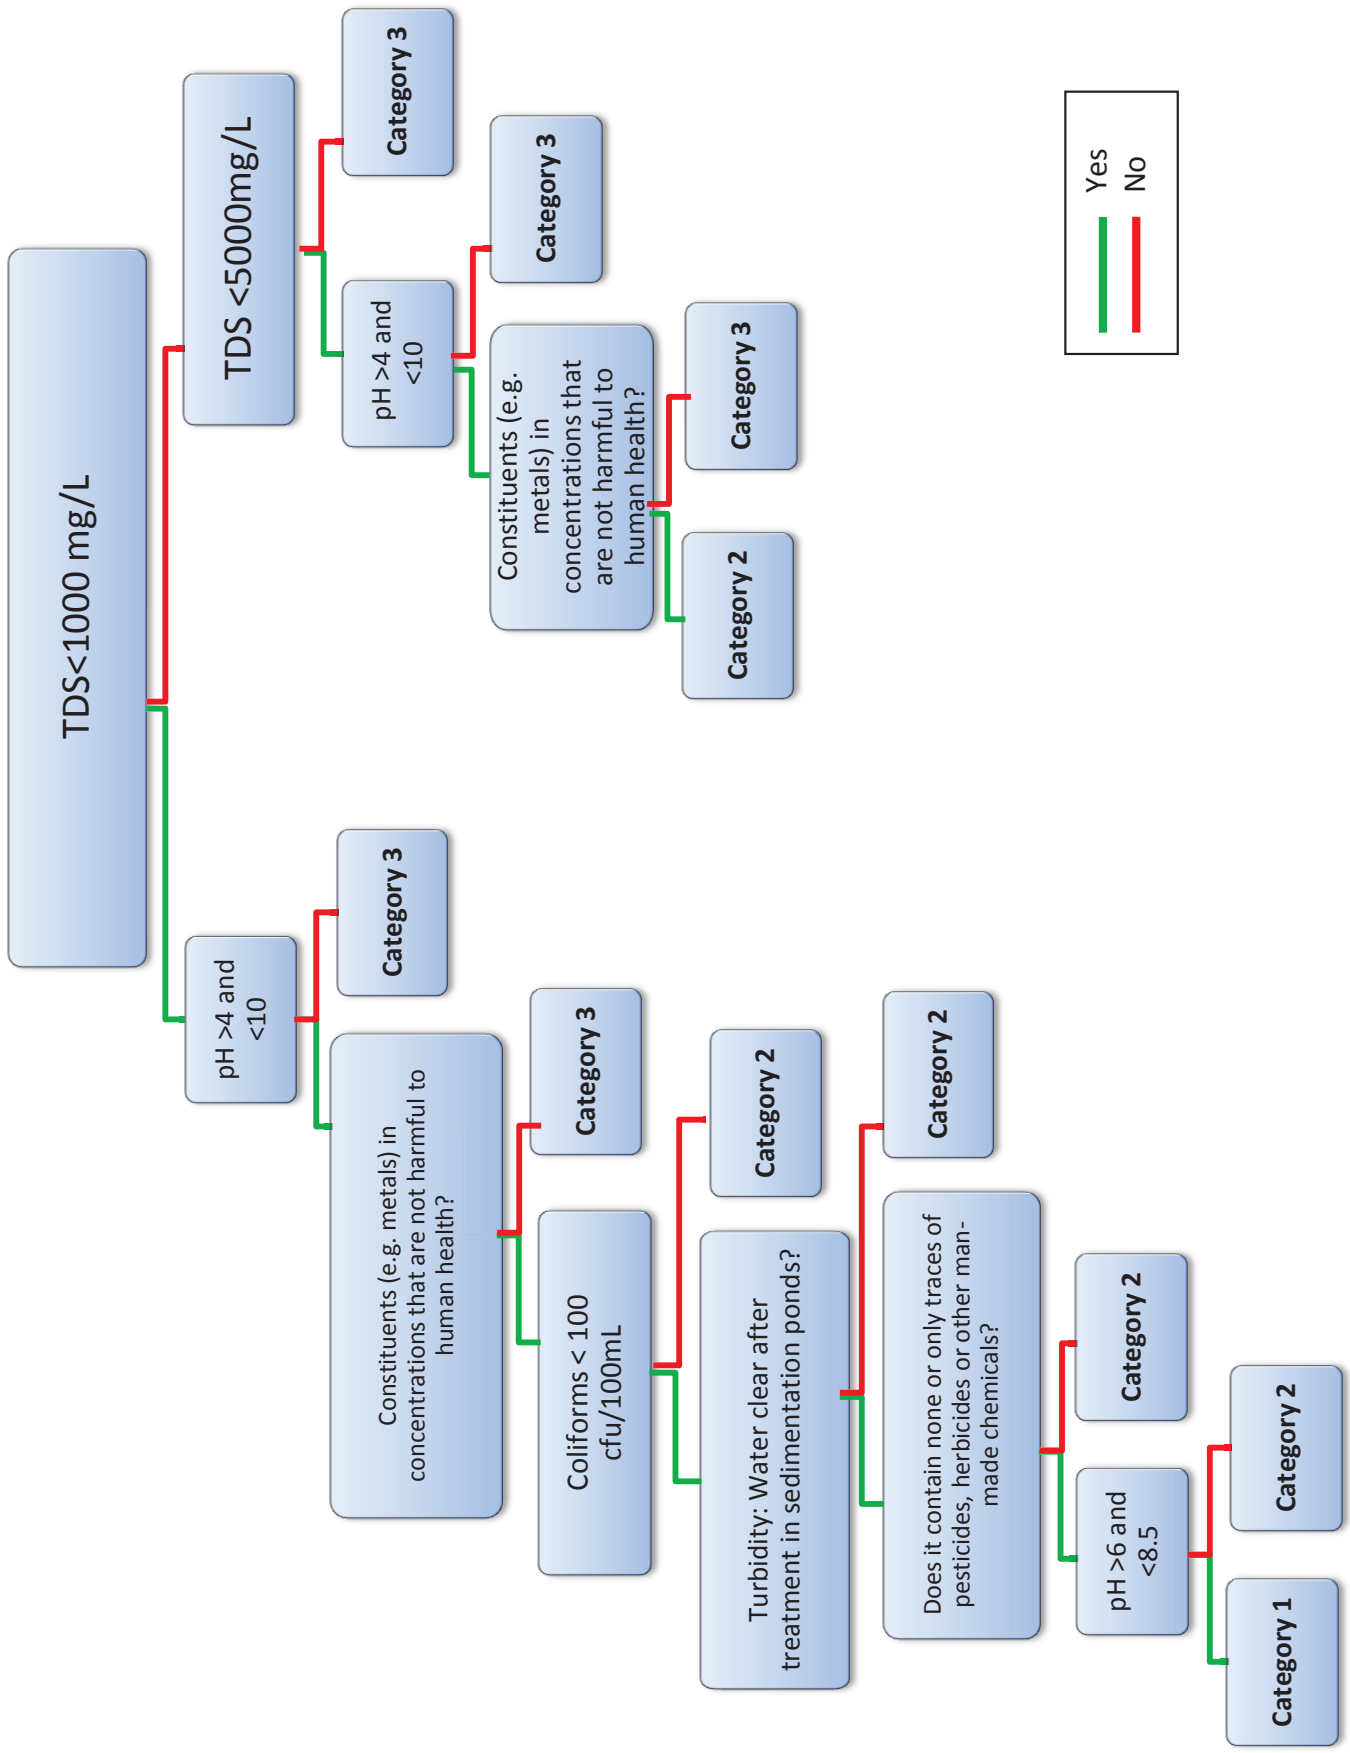 TDS<1000 mg/L
pH >4 and
<10
TDS <5000mg/L
Constituents (e.g. metals) in
concentrations that are not harmful to
human health?
Category 3
pH >4 and
<10
Category 3
Coliforms < 100
cfu/100mL
Category 3
Constituents (e.g.
metals) in
concentrations that
are not harmful to
human health?
Category 3
Turbidity: Water clear after
treatment in sedimentation ponds?
Category 2
Category 2
Category 3
Does it contain none or only traces of
pesticides, herbicides or other man-
made chemicals?
Category 2
pH >6 and
<8.5
Category 2
Category 1
Category 2
Yes
No